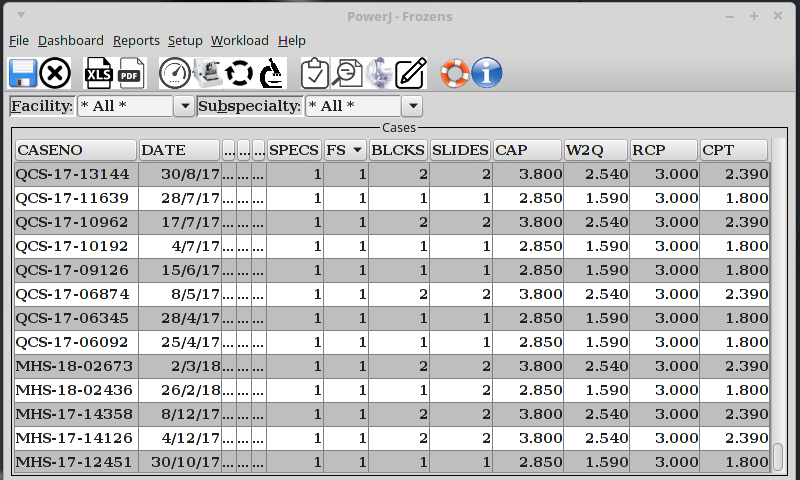 PowerJ - Frozens
File Dashboard Reports Setup Workload Help
XLS PDF
Facility: * All * Subspecialty: * All *
Cases
CASENO DATE ... ... ... SPECS FS BLCKS SLIDES CAP W2Q RCP CPT
QCS-17-13144 30/8/17 ... ... ... 1 1 2 2 3.800 2.540 3.000 2.390
QCS-17-11639 28/7/17 ... ... ... 1 1 1 1 2.850 1.590 3.000 1.800
QCS-17-10962 17/7/17 ... ... ... 1 1 2 2 3.800 2.540 3.000 2.390
QCS-17-10192 4/7/17 ... ... ... 1 1 1 1 2.850 1.590 3.000 1.800
QCS-17-09126 15/6/17 ... ... ... 1 1 1 1 2.850 1.590 3.000 1.800
QCS-17-06874 8/5/17 ... ... ... 1 1 2 2 3.800 2.540 3.000 2.390
QCS-17-06345 28/4/17 ... ... ... 1 1 1 1 2.850 1.590 3.000 1.800
QCS-17-06092 25/4/17 ... ... ... 1 1 1 1 2.850 1.590 3.000 1.800
MHS-18-02673 2/3/18 ... ... ... 1 1 2 2 3.800 2.540 3.000 2.390
MHS-18-02436 26/2/18 ... ... ... 1 1 1 2 2.850 1.590 3.000 1.800
MHS-17-14358 8/12/17 ... ... ... 1 1 2 2 3.800 2.540 3.000 2.390
MHS-17-14126 4/12/17 ... ... ... 1 1 2 2 3.800 2.540 3.000 2.390
MHS-17-12451 30/10/17 ... ... ... 1 1 1 1 2.850 1.590 3.000 1.800